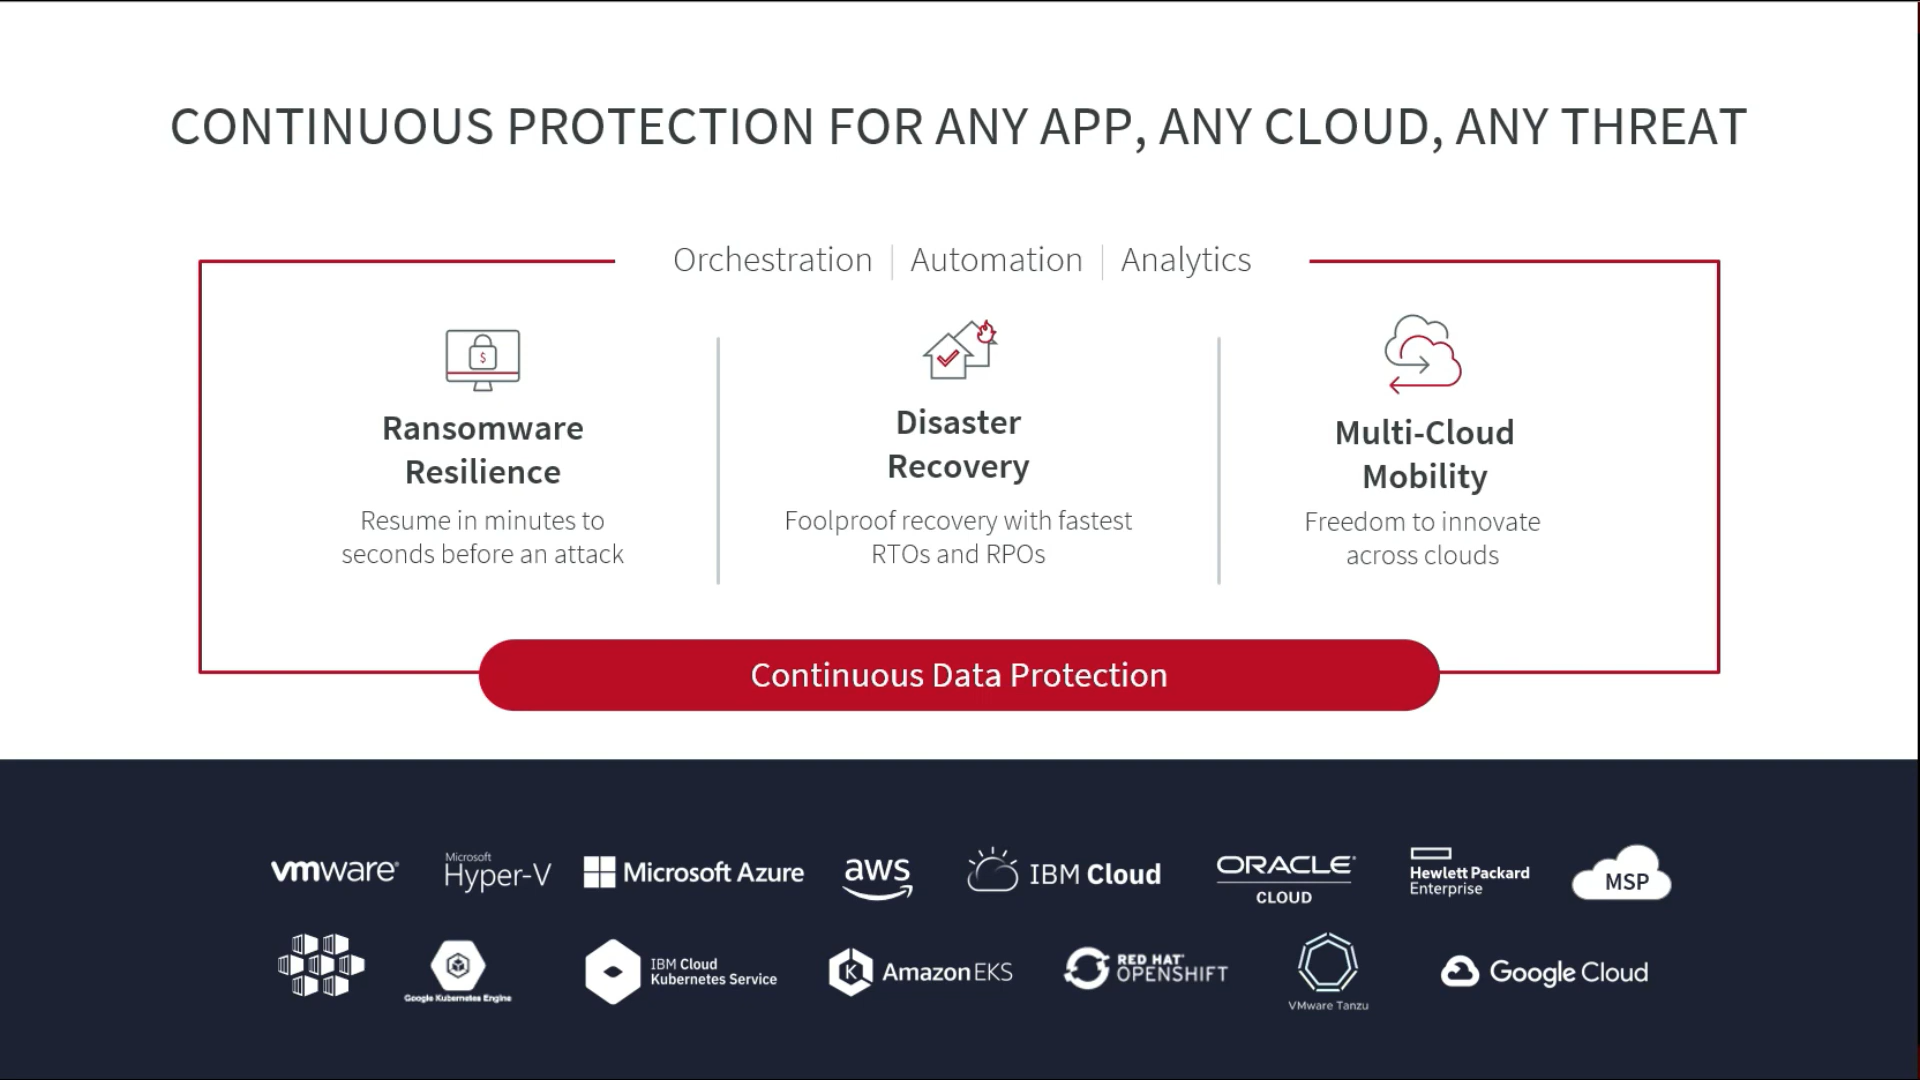 CONTINUOUS PROTECTION FOR ANY APP, ANY CLOUD, ANY THREAT
Orchestration | Automation | Analytics
$
Ransomware
Resilience
Resume in minutes to
seconds before an attack
Disaster
Recovery
Foolproof recovery with fastest
RTOs and RPOs
Multi-Cloud
Mobility
Freedom to innovate
across clouds
Continuous Data Protection
vmware®
Microsoft
Hyper-V
Microsoft Azure
aws
IBM Cloud
ORACLE®
CLOUD
Hewlett Packard
Enterprise
MSP
Google Kubernetes Engine
IBM Cloud
Kubernetes Service
K
Amazon EKS
RED HAT®
OPENSHIFT
VMware Tanzu
Google Cloud